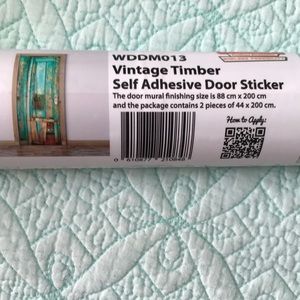 WDDM013
Vintage Timber
Self Adhesive Door Sticker
The door mural finishing size is 88 cm x 200 cm
and the package contains 2 pieces of 44 x 200 cm.
How to Apply: